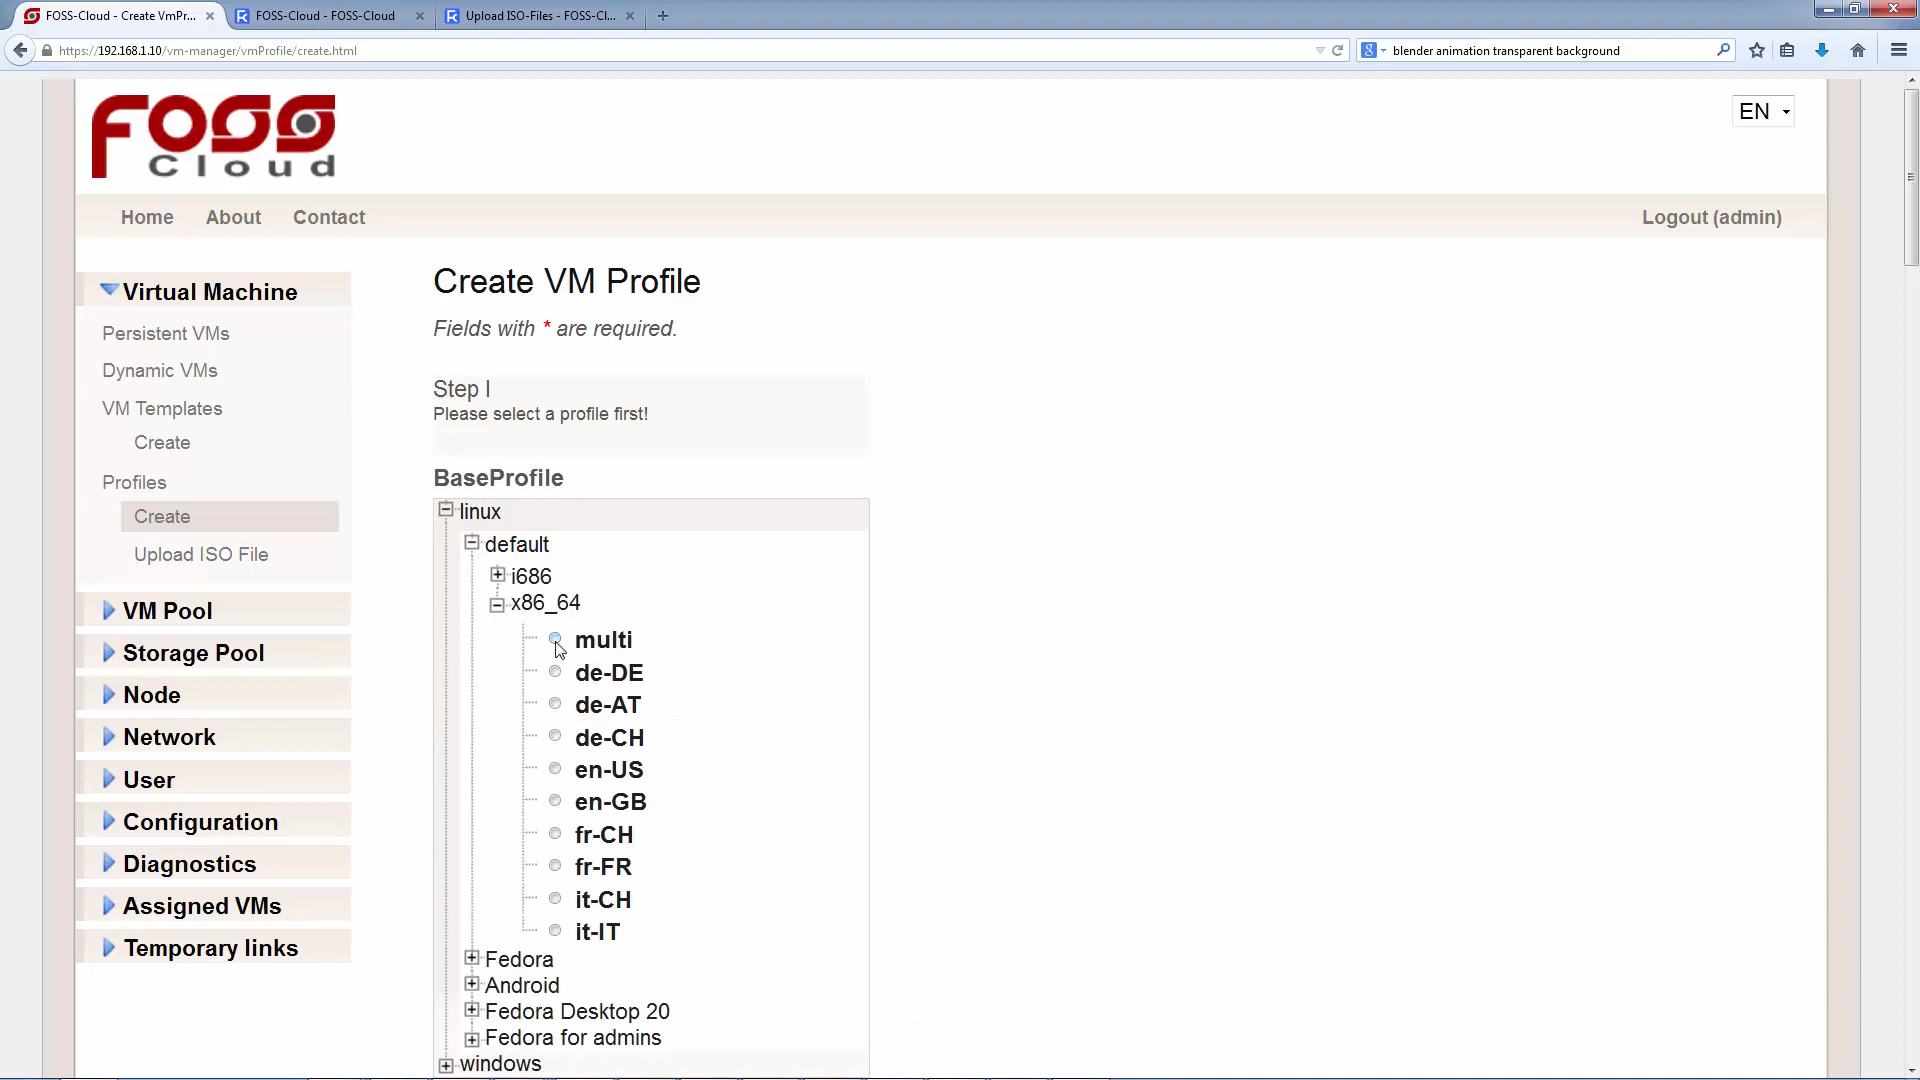 FOSS-Cloud - Create VmPr...
FOSS-Cloud - FOSS-Cloud
Upload ISO-Files - FOSS-Cl...
https://192.168.1.10/vm-manager/vmProfile/create.html
blender animation transparent background
FOSS
Cloud
EN
Home
About
Contact
Logout (admin)
Virtual Machine
Persistent VMs
Dynamic VMs
VM Templates
Create
Profiles
Create
Upload ISO File
VM Pool
Storage Pool
Node
Network
User
Configuration
Diagnostics
Assigned VMs
Temporary links
Create VM Profile
Fields with * are required.
Step I
Please select a profile first!
BaseProfile
linux
default
i686
x86_64
multi
de-DE
de-AT
de-CH
en-US
en-GB
fr-CH
fr-FR
it-CH
it-IT
Fedora
Android
Fedora Desktop 20
Fedora for admins
windows